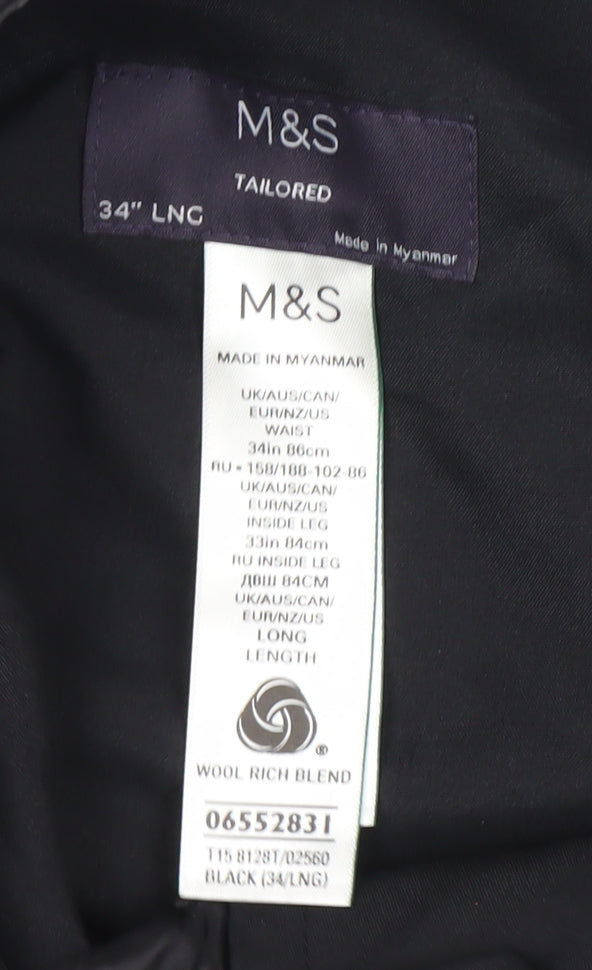 M&S
TAILORED
34" LNG
Made in Myanmar
M&S
MADE IN MYANMAR
UK/AUS/CAN/
EUR/NZ/US
WAIST
34in 86cm
RU - 158/188-102-86
UK/AUS/CAN/
EUR/NZ/US
INSIDE LEG
33in 84cm
RU INSIDE LEG
ДВШ 84СМ
UK/AUS/CAN/
EUR/NZ/US
LONG
LENGTH
®
WOOL RICH BLEND
06552831
T15 8128T/02560
BLACK (34/LNG)